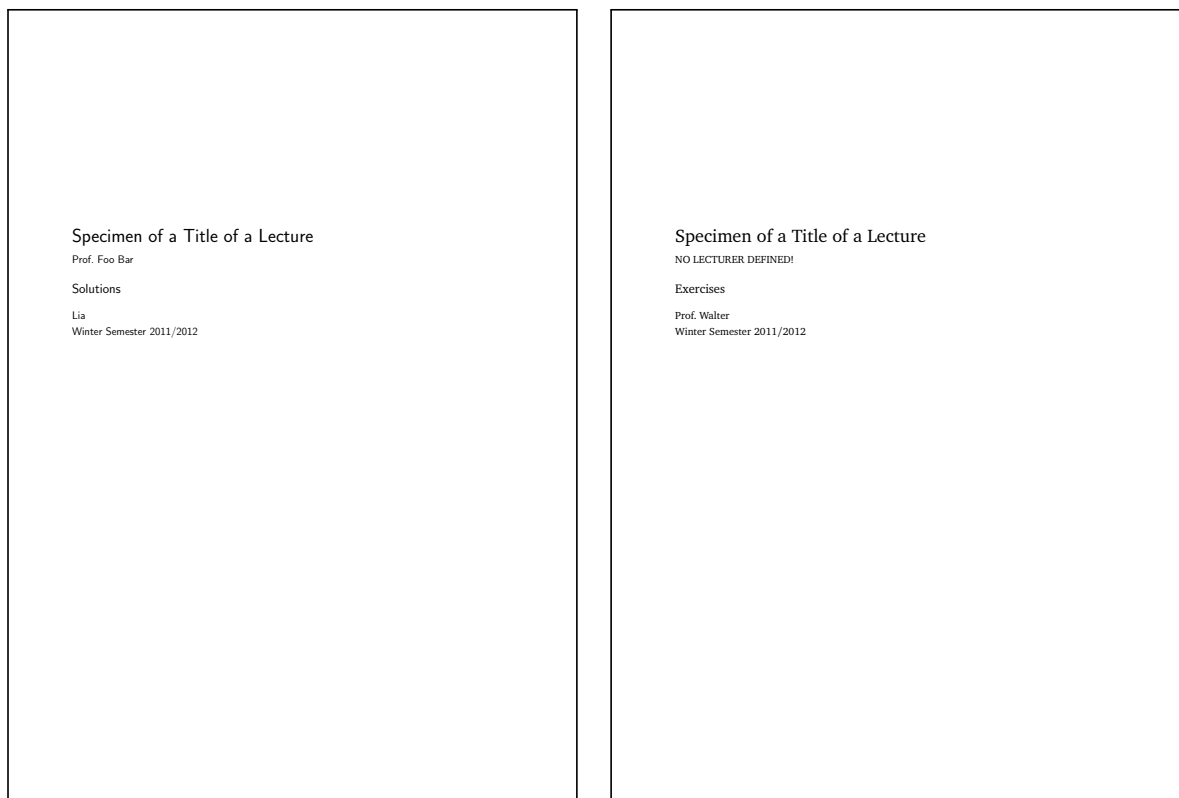 Specimen of a Title of a Lecture
Prof. Foo Bar
Solutions
Lia
Winter Semester 2011/2012
Specimen of a Title of a Lecture
NO LECTURER DEFINED!
Exercises
Prof. Walter
Winter Semester 2011/2012